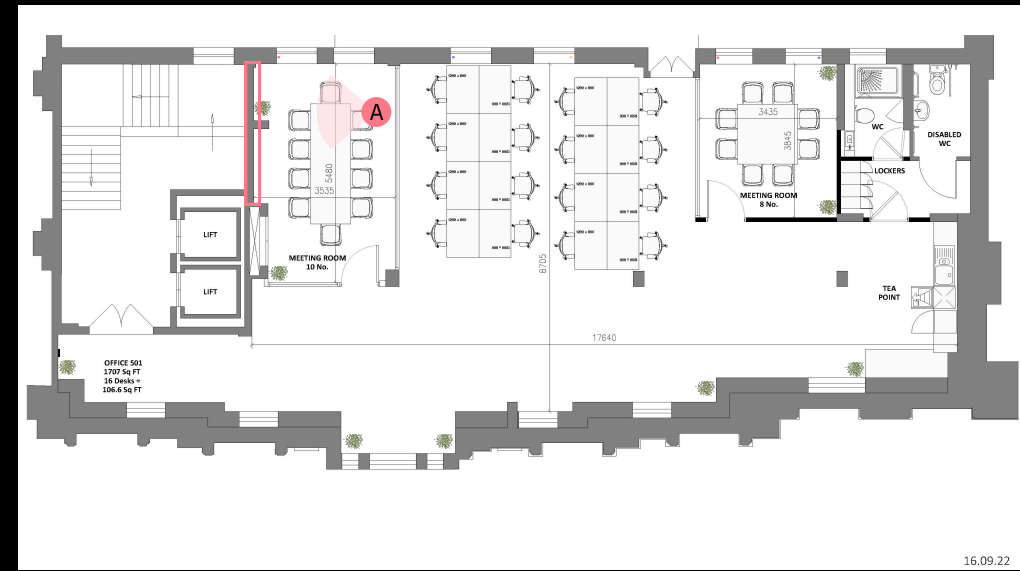 A
3435
3845
WC
DISABLED
WC
5480
3535
LOCKERS
MEETING ROOM
8 No.
LIFT
MEETING ROOM
10 No.
8705
LIFT
TEA
POINT
17640
OFFICE 501
1707 Sq FT
16 Desks =
106.6 Sq FT
16.09.22